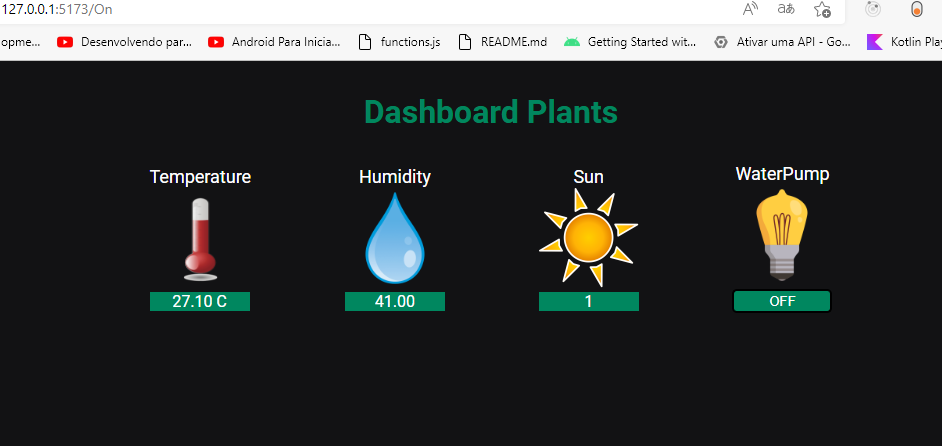 127.0.0.1:5173/On
opme... Desenvolvendo par... Android Para Inicia... functions.js README.md Getting Started wit... Ativar uma API - Go... Kotlin Play
Dashboard Plants
Temperature Humidity Sun WaterPump
27.10 C 41.00 1 OFF